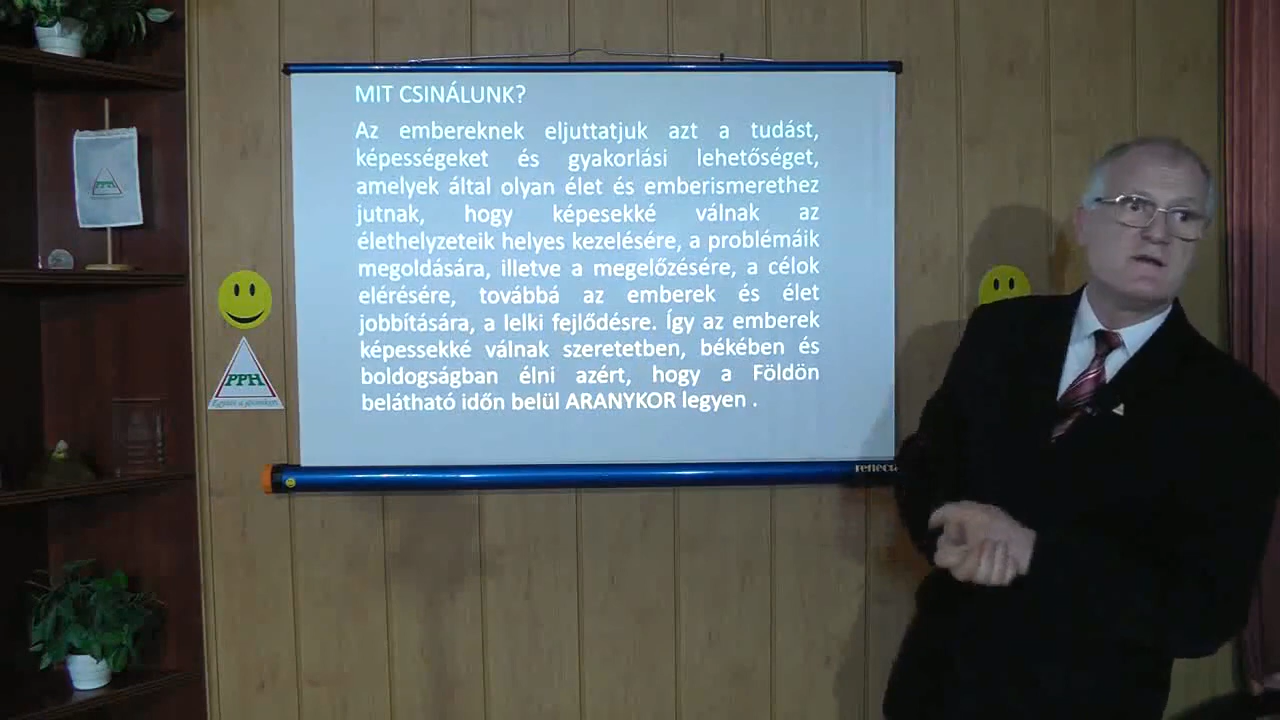 MIT CSINÁLUNK?
Az embereknek eljuttatjuk azt a tudást,
képességeket és gyakorlási lehetőséget,
amelyek által olyan élet és emberismerethez
jutnak, hogy képesekké válnak az
élethelyzeteik helyes kezelésére, a problémáik
megoldására, illetve a megelőzésére, a célok
elérésére, továbbá az emberek és élet
jobbítására, a lelki fejlődésre. Így az emberek
képessekké válnak szeretetben, békében és
boldogságban élni azért, hogy a Földön
belátható időn belül ARANYKOR legyen .
PPH
PPH